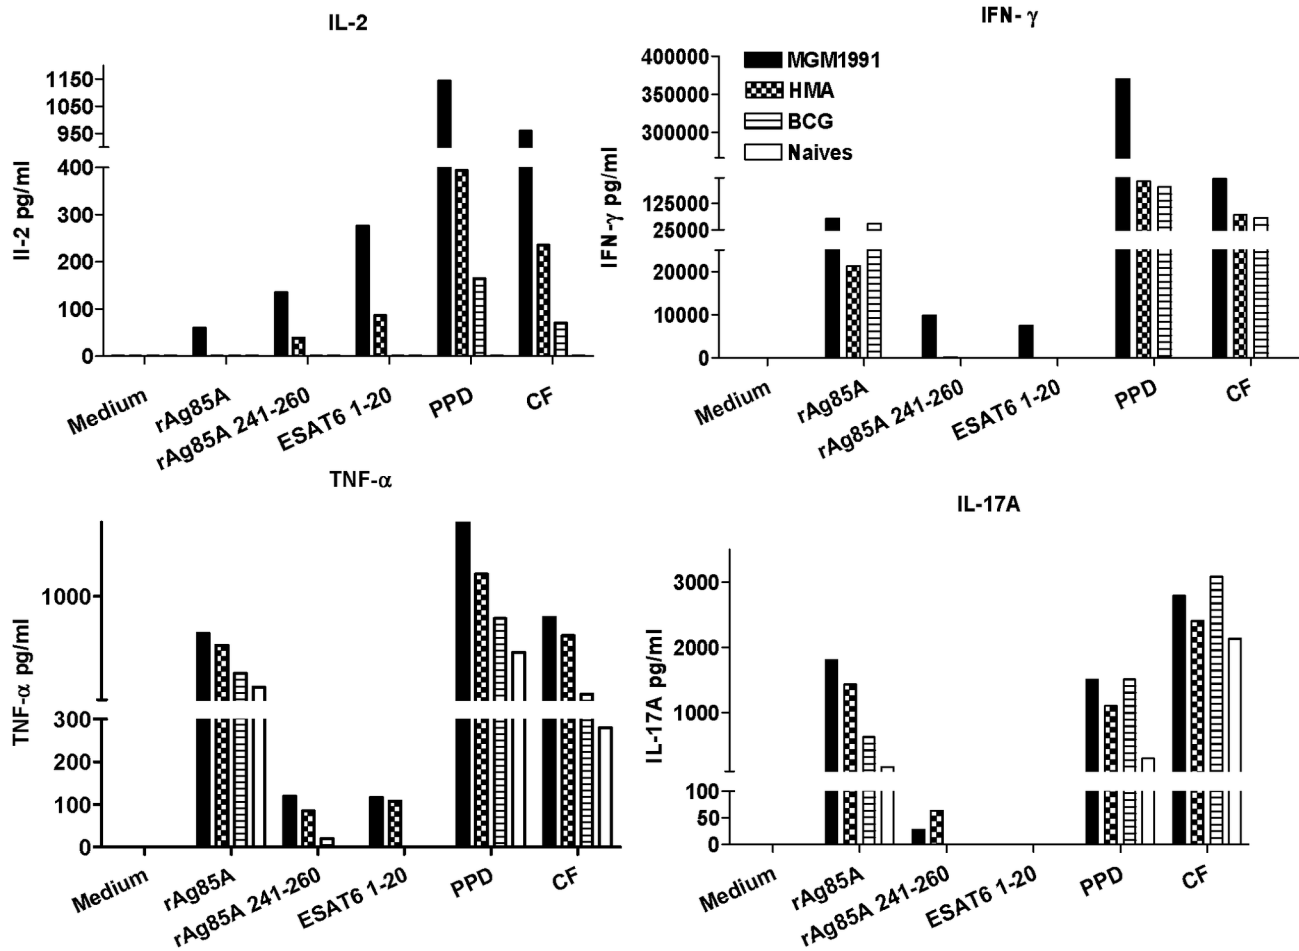 IL-2
1150
1050
950
400
300
200
100
0
Il-2 pg/ml
Medium
rAg85A
rAg85A 241-260
ESAT6 1-20
PPD
CF
IFN- γ
400000
350000
300000
125000
25000
20000
10000
0
IFN-γ pg/ml
MGM1991
HMA
BCG
Naives
Medium
rAg85A
rAg85A 241-260
ESAT6 1-20
PPD
CF
TNF-α
1000
300
200
100
0
TNF-α pg/ml
Medium
rAg85A
rAg85A 241-260
ESAT6 1-20
PPD
CF
IL-17A
3000
2000
1000
100
50
0
IL-17A pg/ml
Medium
rAg85A
rAg85A 241-260
ESAT6 1-20
PPD
CF